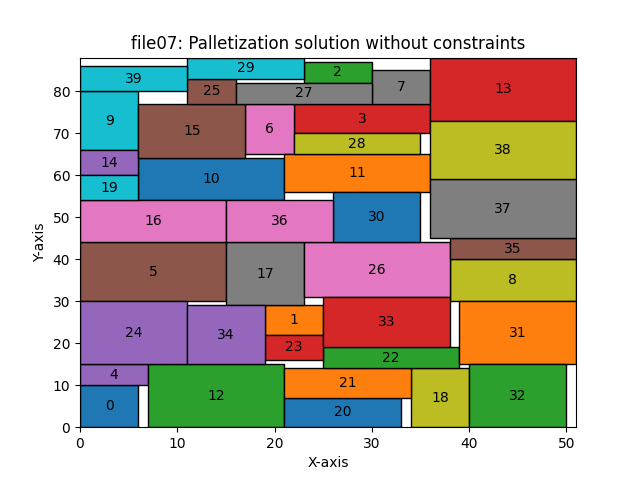 file07: Palletization solution without constraints
39 29 2
25 27 7 13
9 15 6 3
28 38
14 11
19 10
16 36 30 37
35
5 17 26 8
24 34 1 33 31
23 22
4 21
0 12 20 18 32
0 10 20 30 40 50 60 70 80
Y-axis
0 10 20 30 40 50
X-axis